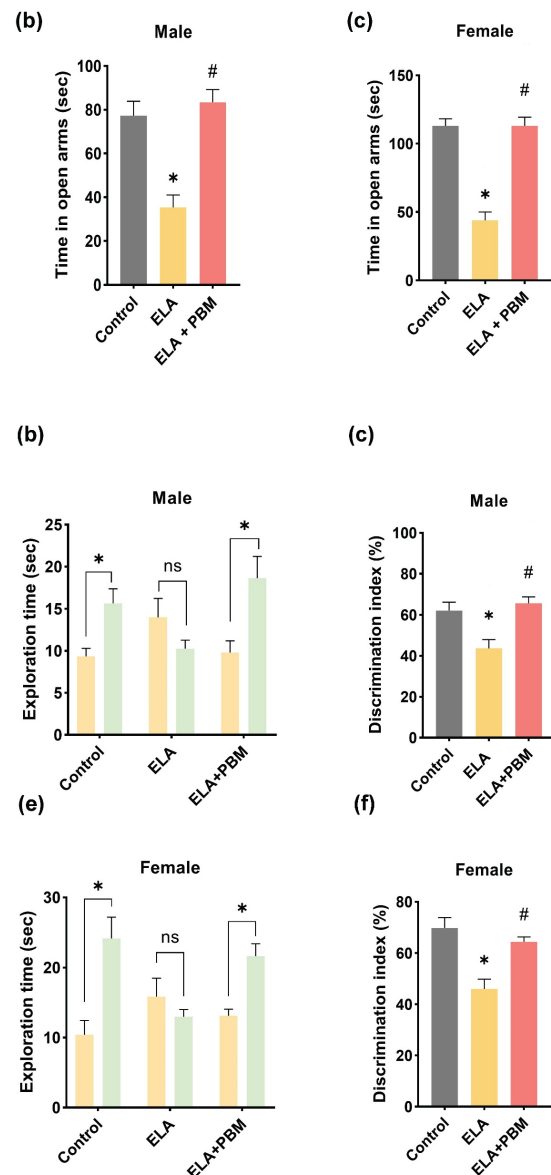 (b)
Male
Time in open arms (sec)
100
80
60
40
20
0
*
#
Control
ELA
ELA + PBM
(c)
Female
Time in open arms (sec)
150
100
50
0
*
#
Control
ELA
ELA + PBM
(b)
Male
Exploration time (sec)
25
20
15
10
5
0
*
ns
*
Control
ELA
ELA+PBM
(c)
Male
Discrimination index (%)
100
80
60
40
20
0
*
#
Control
ELA
ELA+PBM
(e)
Female
Exploration time (sec)
30
20
10
0
*
ns
*
Control
ELA
ELA+PBM
(f)
Female
Discrimination index (%)
80
60
40
20
0
*
#
Control
ELA
ELA+PBM